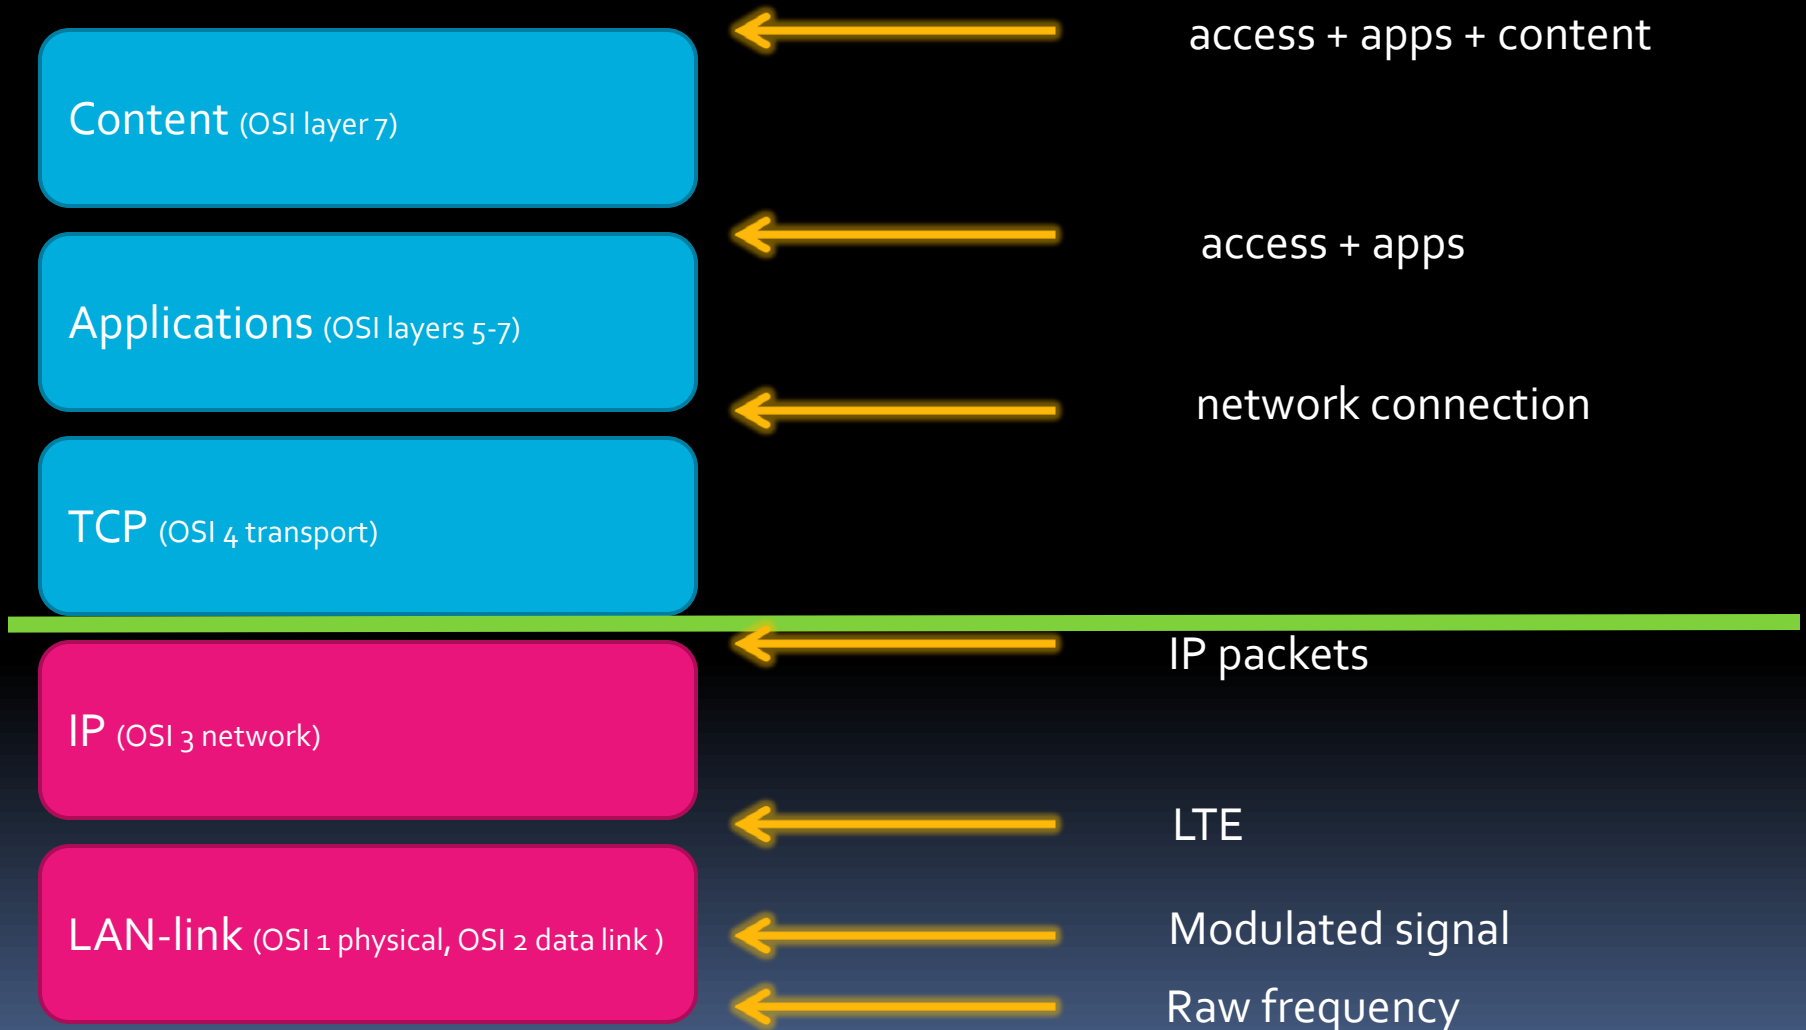 access + apps + content
Content (OSI layer 7)
access + apps
Applications (OSI layers 5-7)
network connection
TCP (OSI 4 transport)
IP packets
IP (OSI 3 network)
LTE
LAN-link (OSI 1 physical, OSI 2 data link )
Modulated signal
Raw frequency